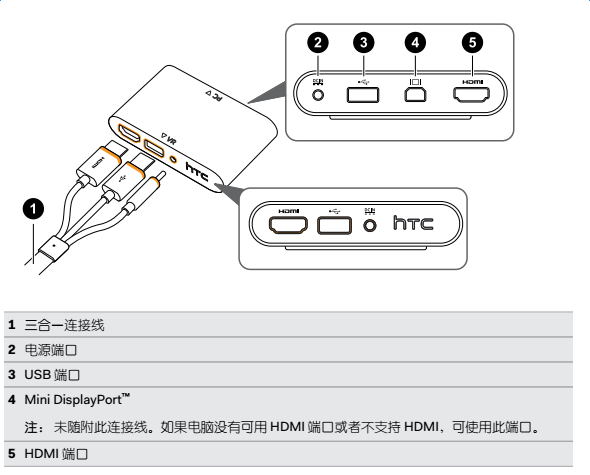 2 3 4 5
HDMI
PC
VR
HDMI
hTC
1
HDMI
hTC
1 三合一连接线
2 电源端口
3 USB 端口
4 Mini DisplayPort™
注： 未随附此连接线。如果电脑没有可用 HDMI 端口或者不支持 HDMI，可使用此端口。
5 HDMI 端口